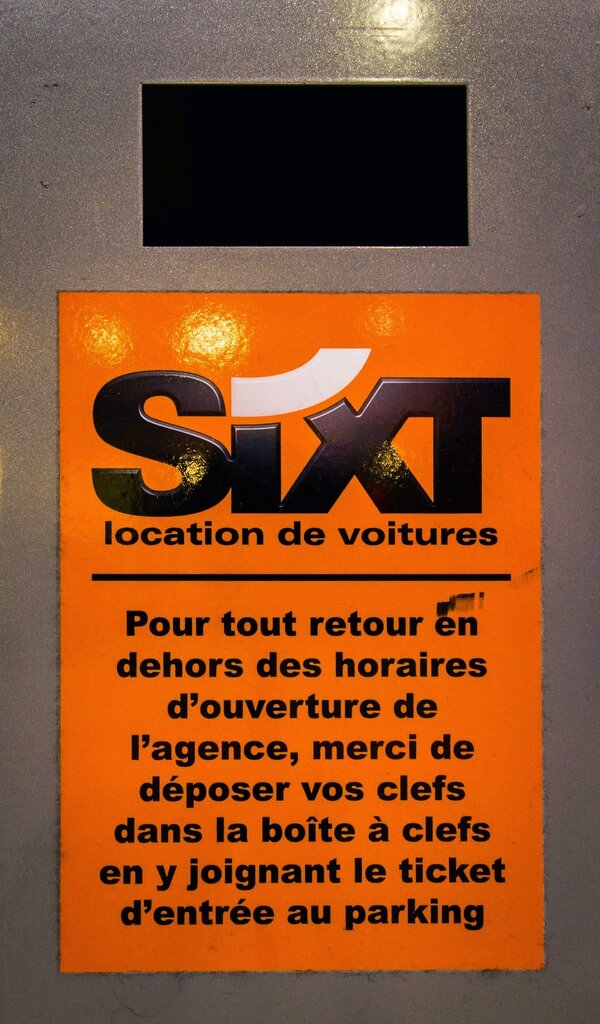 SIXT
location de voitures
Pour tout retour en
dehors des horaires
d’ouverture de
l’agence, merci de
déposer vos clefs
dans la boîte à clefs
en y joignant le ticket
d’entrée au parking